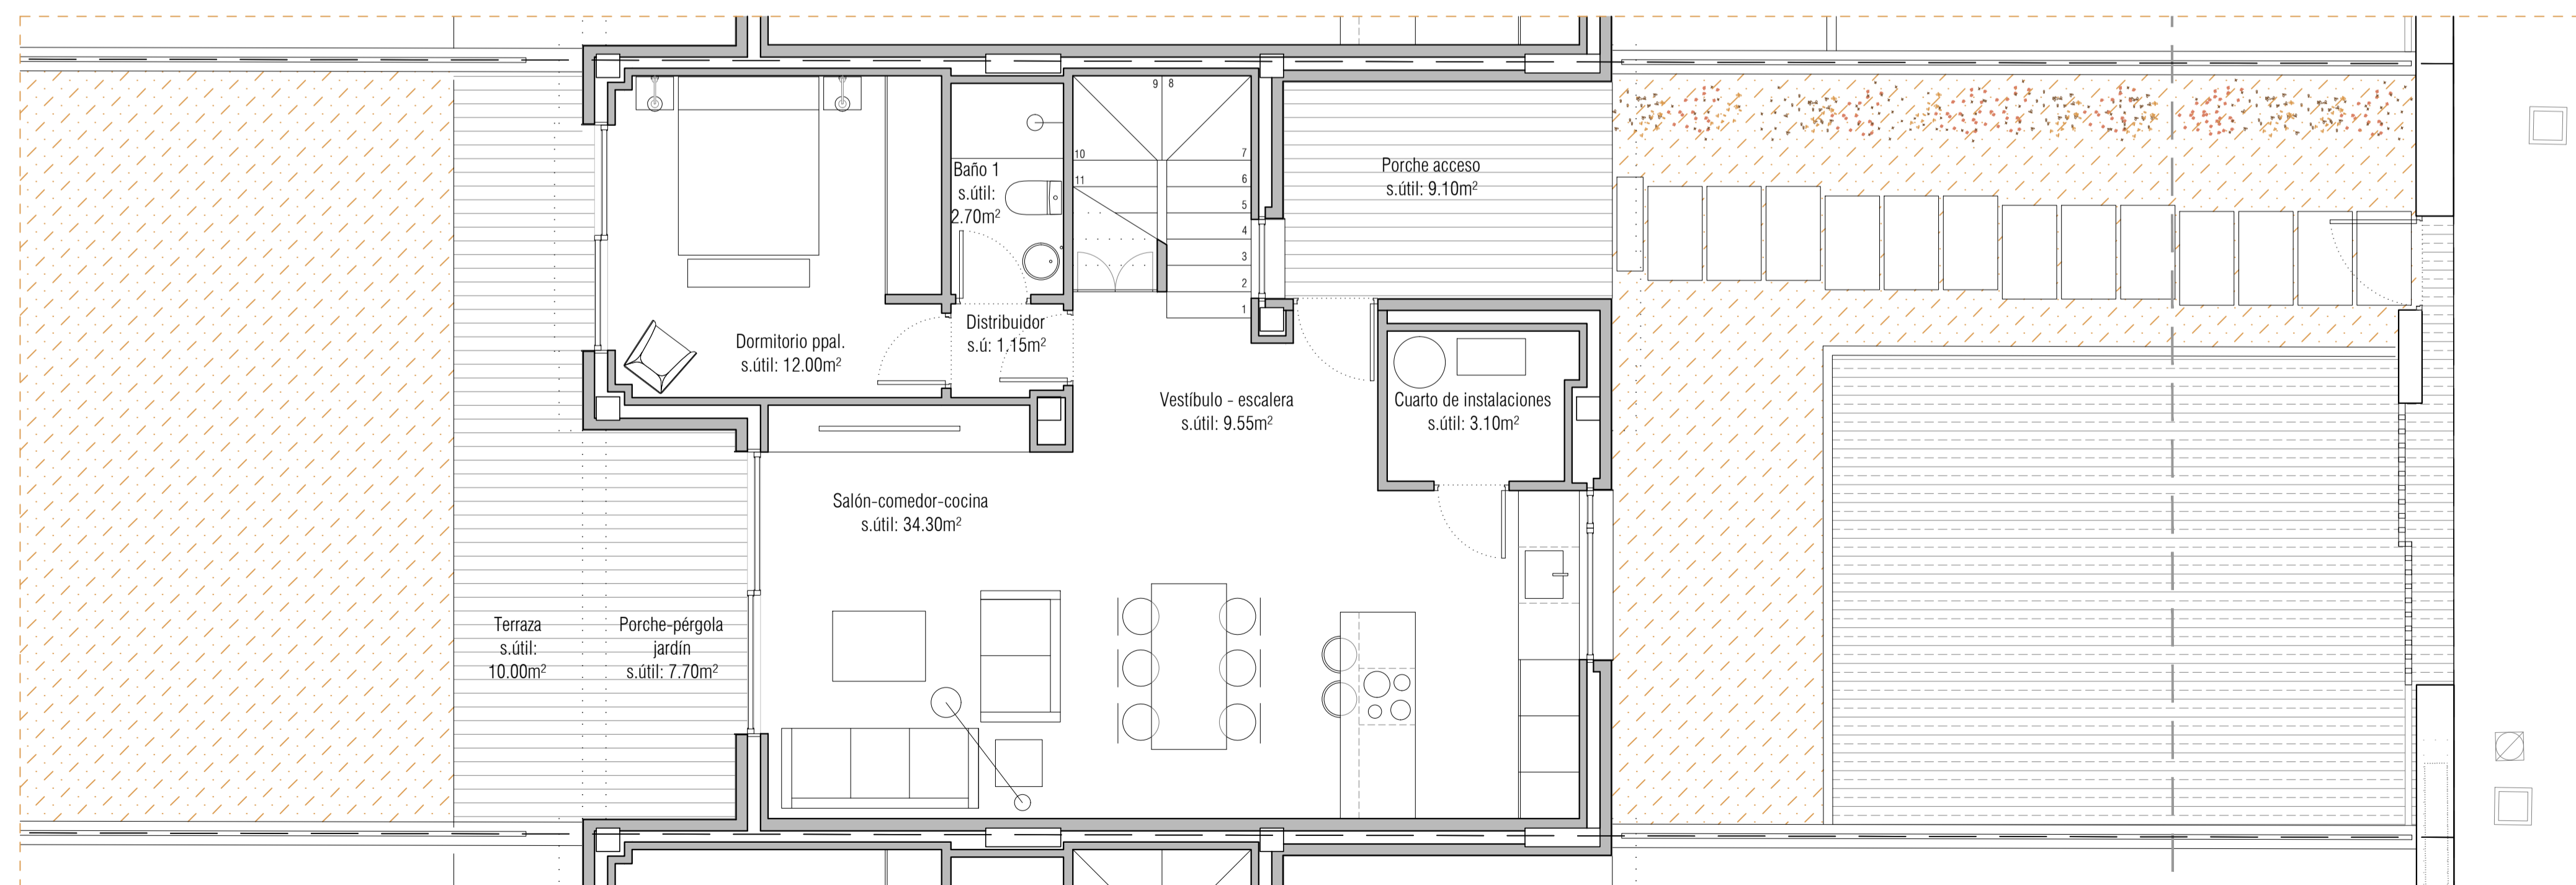 9 8
10
11
7
6
5
4
3
2
1
Baño 1
s.útil:
2.70m²
Porche acceso
s.útil: 9.10m²
Dormitorio ppal.
s.útil: 12.00m²
Distribuidor
s.ú: 1.15m²
Vestíbulo - escalera
s.útil: 9.55m²
Cuarto de instalaciones
s.útil: 3.10m²
Salón-comedor-cocina
s.útil: 34.30m²
Terraza
s.útil:
10.00m²
Porche-pérgola
jardín
s.útil: 7.70m²